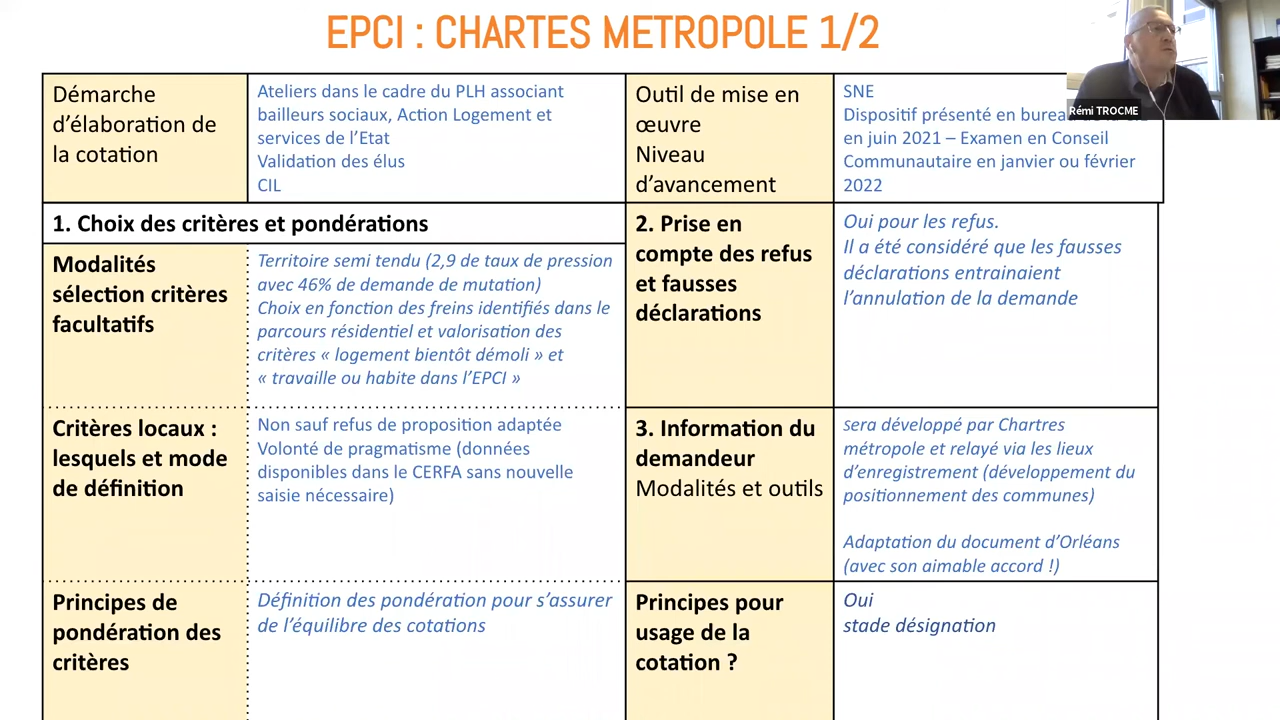 EPCI : CHARTES METROPOLE 1/2
Rémi TROCME
Démarche
d’élaboration de
la cotation
Ateliers dans le cadre du PLH associant
bailleurs sociaux, Action Logement et
services de l’Etat
Validation des élus
CIL
Outil de mise en
œuvre
Niveau
d’avancement
SNE
Dispositif présenté en bureau
en juin 2021 – Examen en Conseil
Communautaire en janvier ou février
2022
1. Choix des critères et pondérations
Modalités
sélection critères
facultatifs
Territoire semi tendu (2,9 de taux de pression
avec 46% de demande de mutation)
Choix en fonction des freins identifiés dans le
parcours résidentiel et valorisation des
critères « logement bientôt démoli » et
« travaille ou habite dans l’EPCI »
2. Prise en
compte des refus
et fausses
déclarations
Oui pour les refus.
Il a été considéré que les fausses
déclarations entrainaient
l’annulation de la demande
Critères locaux :
lesquels et mode
de définition
Non sauf refus de proposition adaptée
Volonté de pragmatisme (données
disponibles dans le CERFA sans nouvelle
saisie nécessaire)
3. Information du
demandeur
Modalités et outils
sera développé par Chartres
métropole et relayé via les lieux
d’enregistrement (développement du
positionnement des communes)
Adaptation du document d’Orléans
(avec son aimable accord !)
Principes de
pondération des
critères
Définition des pondération pour s’assurer
de l’équilibre des cotations
Principes pour
usage de la
cotation ?
Oui
stade désignation